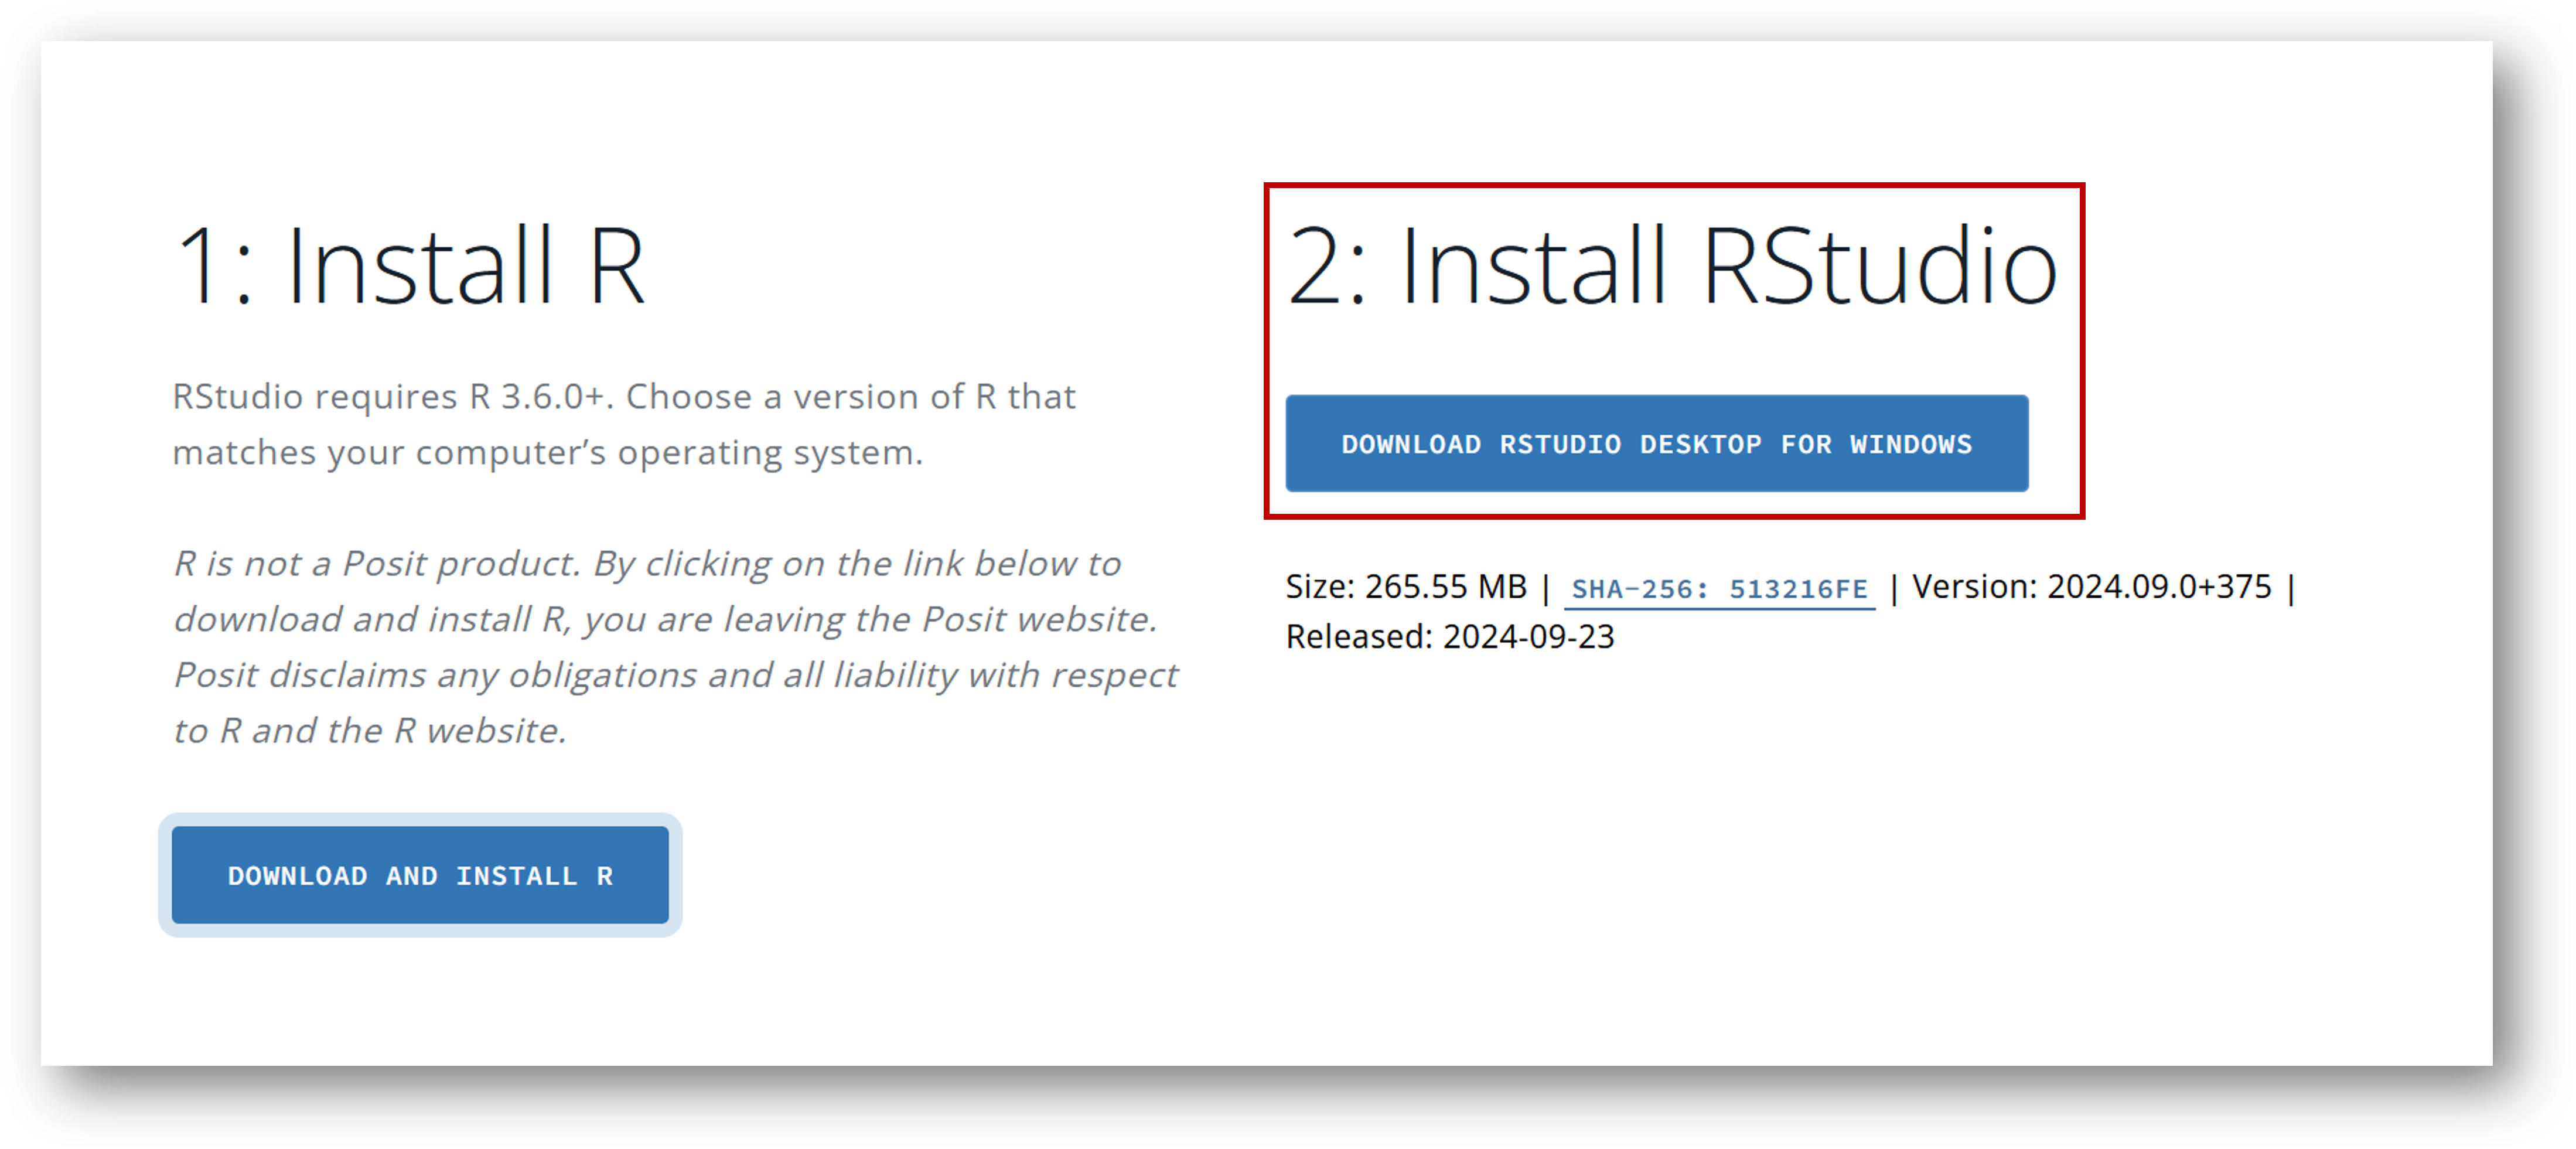 1: Install R
RStudio requires R 3.6.0+. Choose a version of R that
matches your computer’s operating system.
R is not a Posit product. By clicking on the link below to
download and install R, you are leaving the Posit website.
Posit disclaims any obligations and all liability with respect
to R and the R website.
DOWNLOAD AND INSTALL R
2: Install RStudio
DOWNLOAD RSTUDIO DESKTOP FOR WINDOWS
Size: 265.55 MB | SHA-256: 513216FE | Version: 2024.09.0+375 |
Released: 2024-09-23